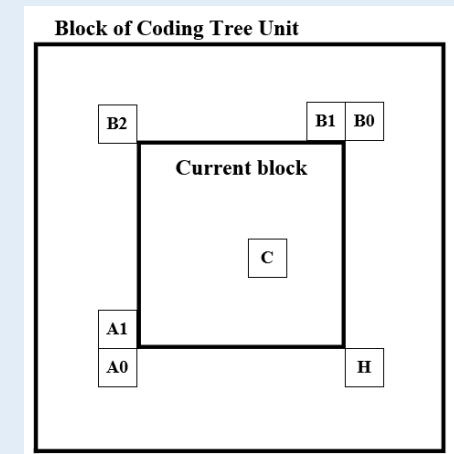 Block of Coding Tree Unit
B2
B1 B0
Current block
C
A1
A0
H